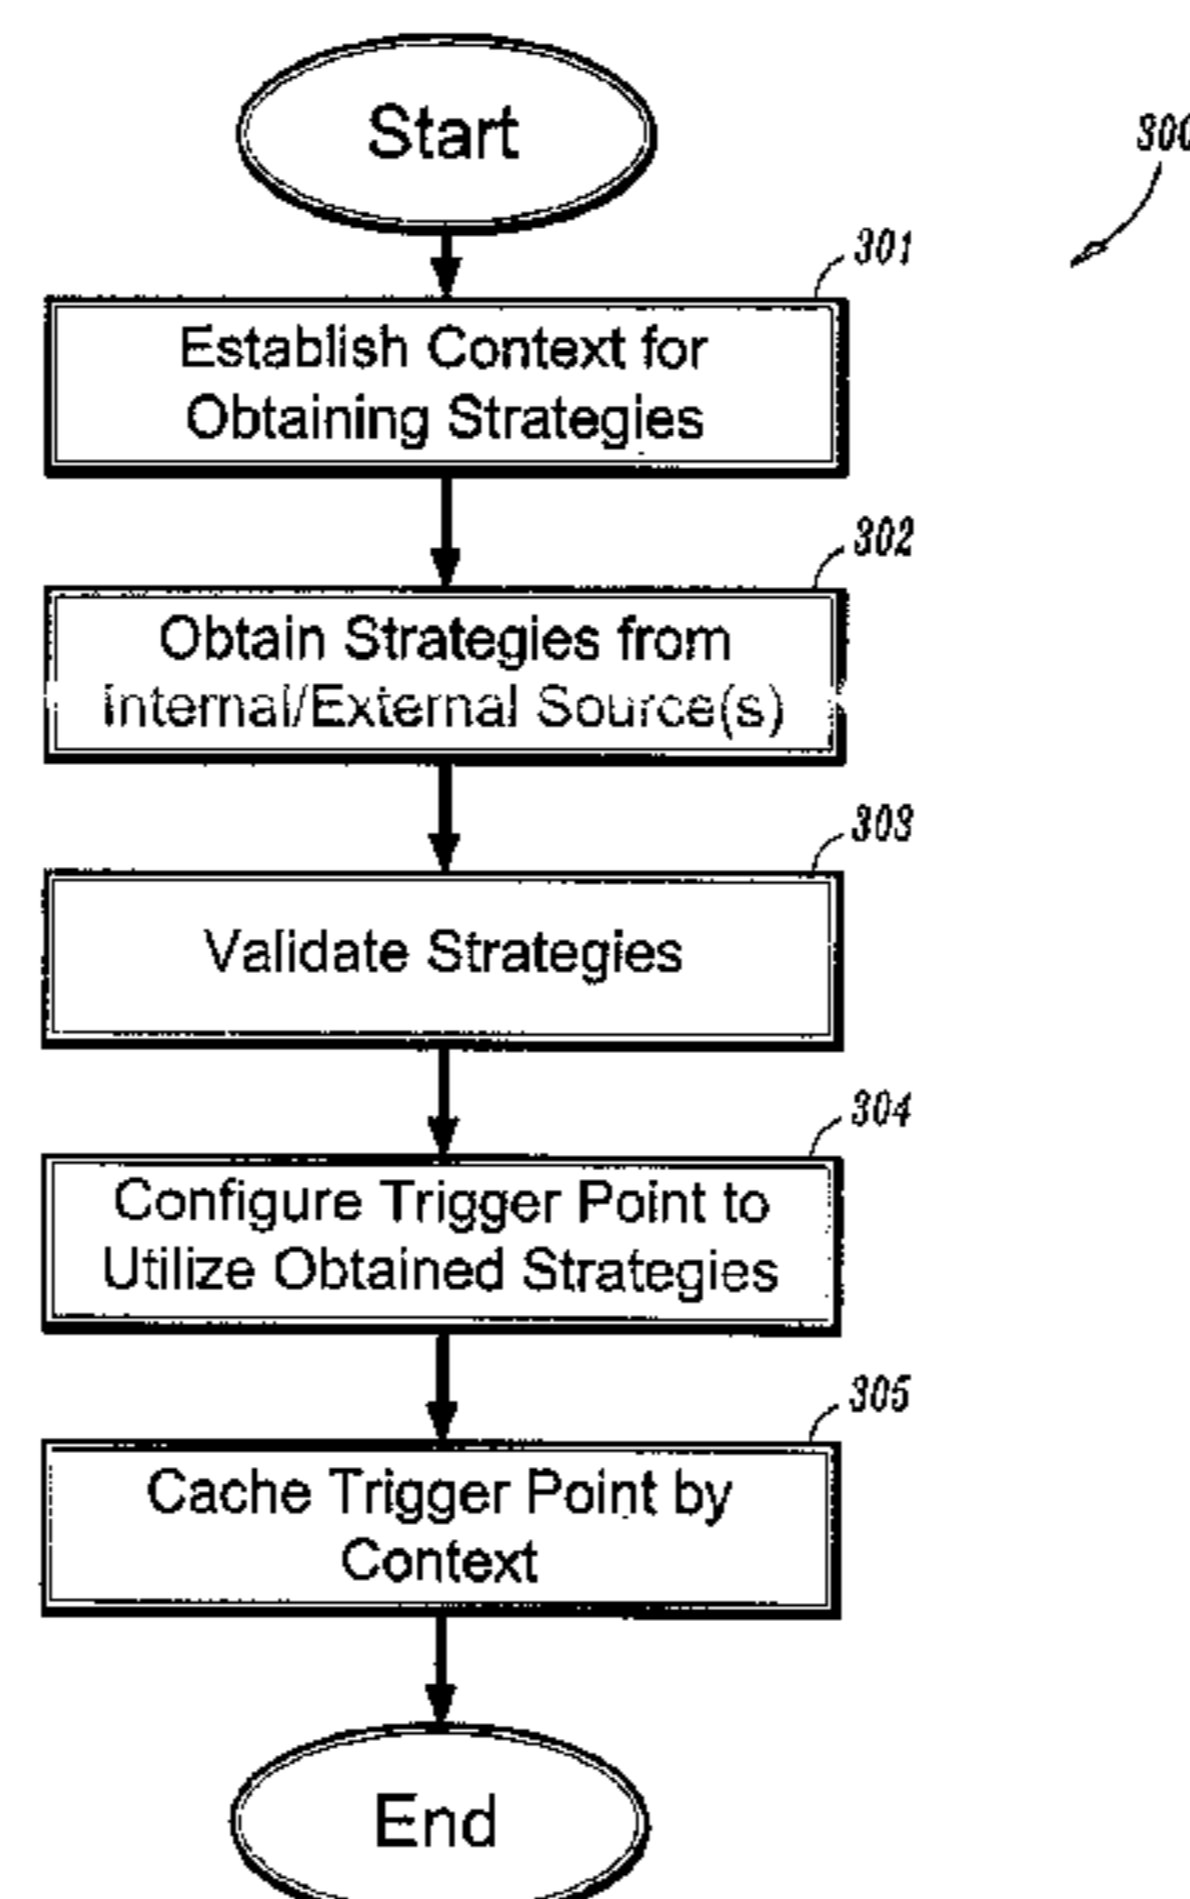 Start
300
301
Establish Context for
Obtaining Strategies
302
Obtain Strategies from
Internal/External Source(s)
303
Validate Strategies
304
Configure Trigger Point to
Utilize Obtained Strategies
305
Cache Trigger Point by
Context
End